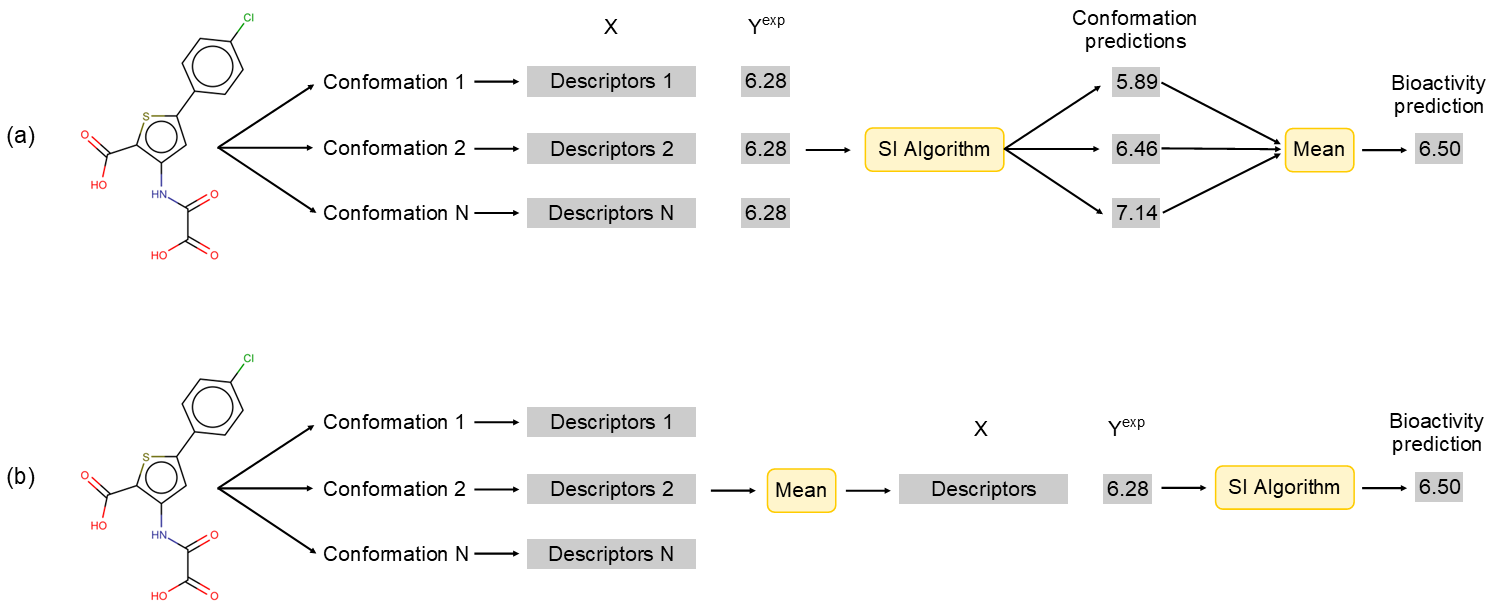 Cl
Conformation
predictions
X
Y^exp
Conformation 1
Descriptors 1
6.28
5.89
Bioactivity
prediction
(a)
S
O
OH
HO
HN
O
HO
O
Conformation 2
Descriptors 2
6.28
SI Algorithm
6.46
Mean
6.50
Conformation N
Descriptors N
6.28
7.14
Cl
Conformation 1
Descriptors 1
X
Y^exp
Bioactivity
prediction
(b)
S
O
HO
HN
O
HO
O
Conformation 2
Descriptors 2
Mean
Descriptors
6.28
SI Algorithm
6.50
Conformation N
Descriptors N